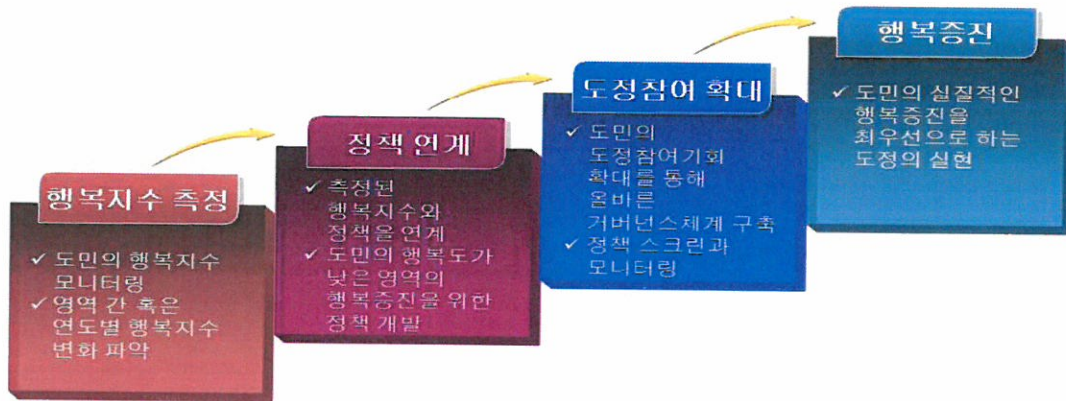 행복지수 측정
✓ 도민의 행복지수
모니터링
✓ 영역 간 혹은
연도별 행복지수
변화 파악
정책 연계
✓ 측정된
행복지수와
정책을 연계
✓ 도민의 행복도가
낮은 영역의
행복증진을 위한
정책 개발
도정참여 확대
✓ 도민의
도정참여기회
확대를 통해
올바른
거버넌스체계 구축
✓ 정책 스크린과
모니터링
행복증진
✓ 도민의 실질적인
행복증진을
최우선으로 하는
도정의 실현